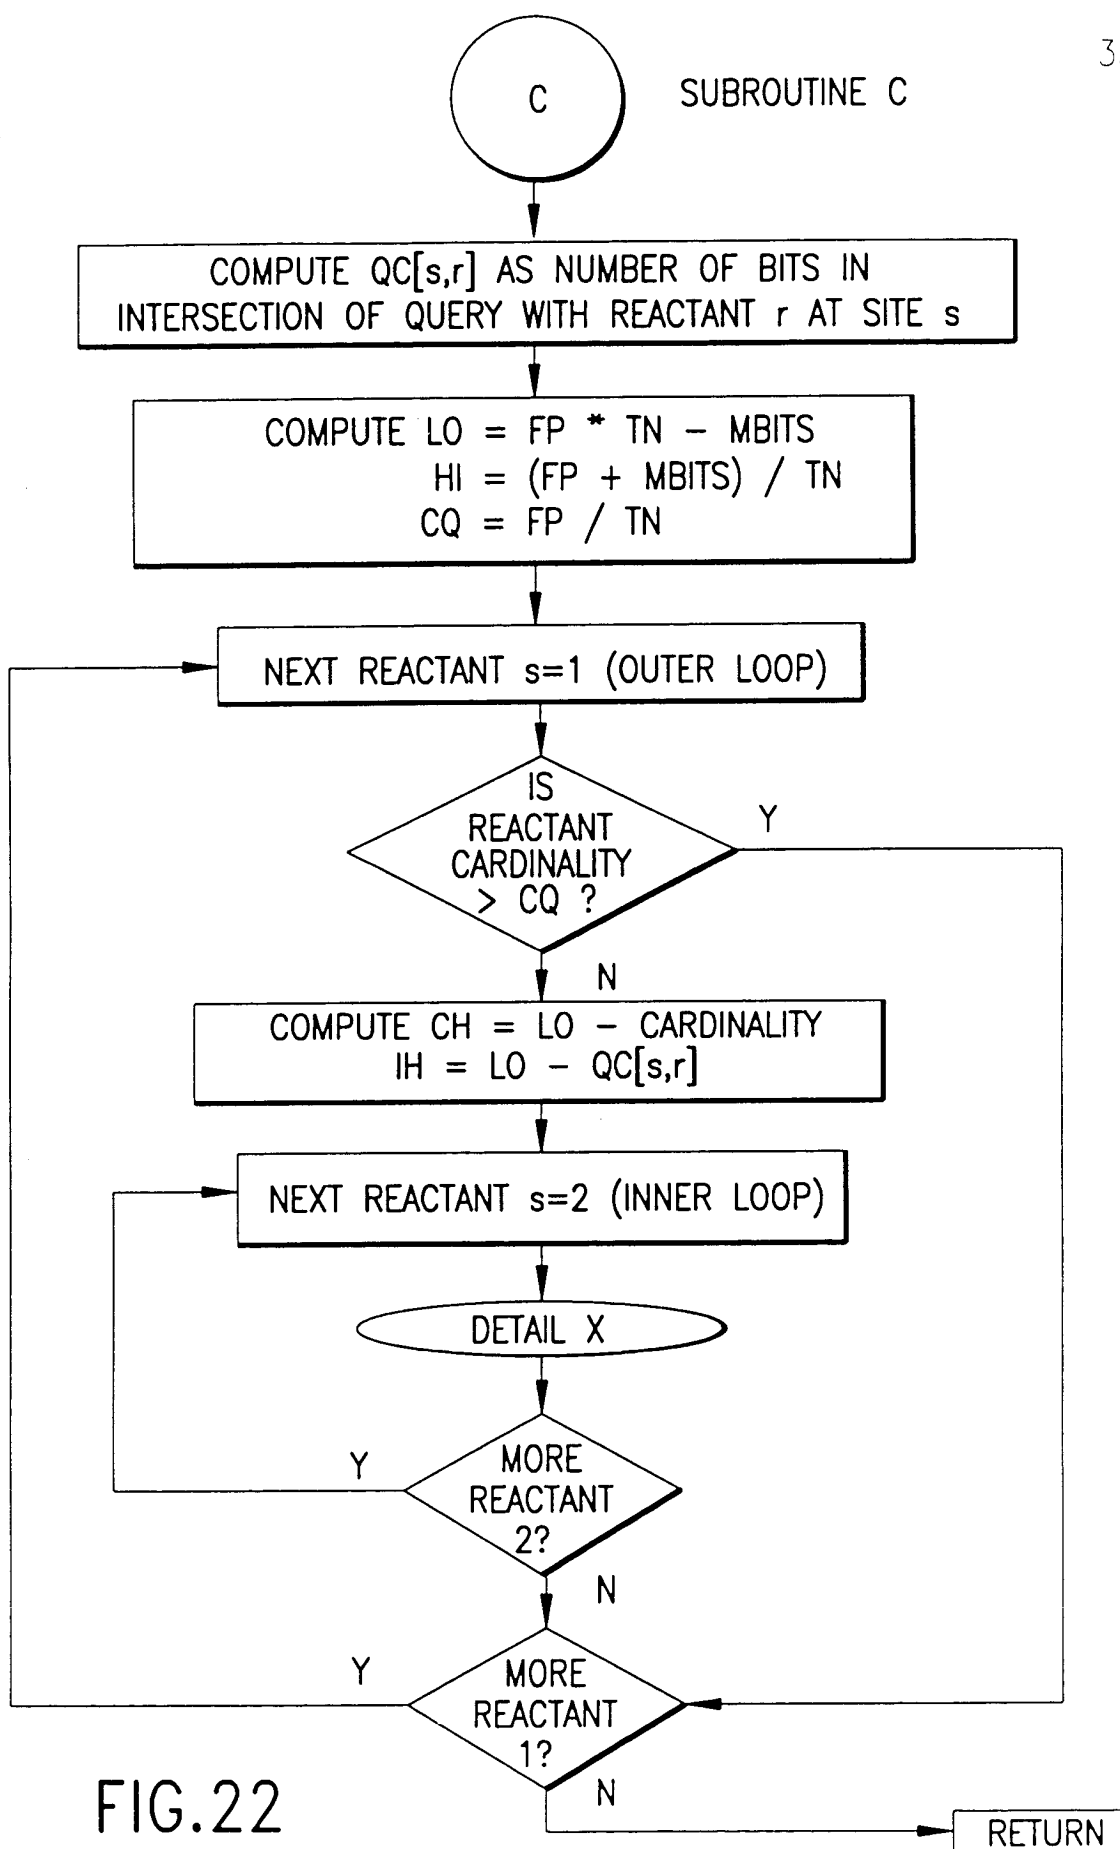 3
C
SUBROUTINE C
COMPUTE QC[s,r] AS NUMBER OF BITS IN
INTERSECTION OF QUERY WITH REACTANT r AT SITE s
COMPUTE LO = FP * TN - MBITS
HI = (FP + MBITS) / TN
CQ = FP / TN
NEXT REACTANT s=1 (OUTER LOOP)
IS
REACTANT
CARDINALITY
> CQ ?
Y
N
COMPUTE CH = LO - CARDINALITY
IH = LO - QC[s,r]
NEXT REACTANT s=2 (INNER LOOP)
DETAIL X
MORE
REACTANT
2?
Y
N
MORE
REACTANT
1?
Y
N
RETURN
FIG.22